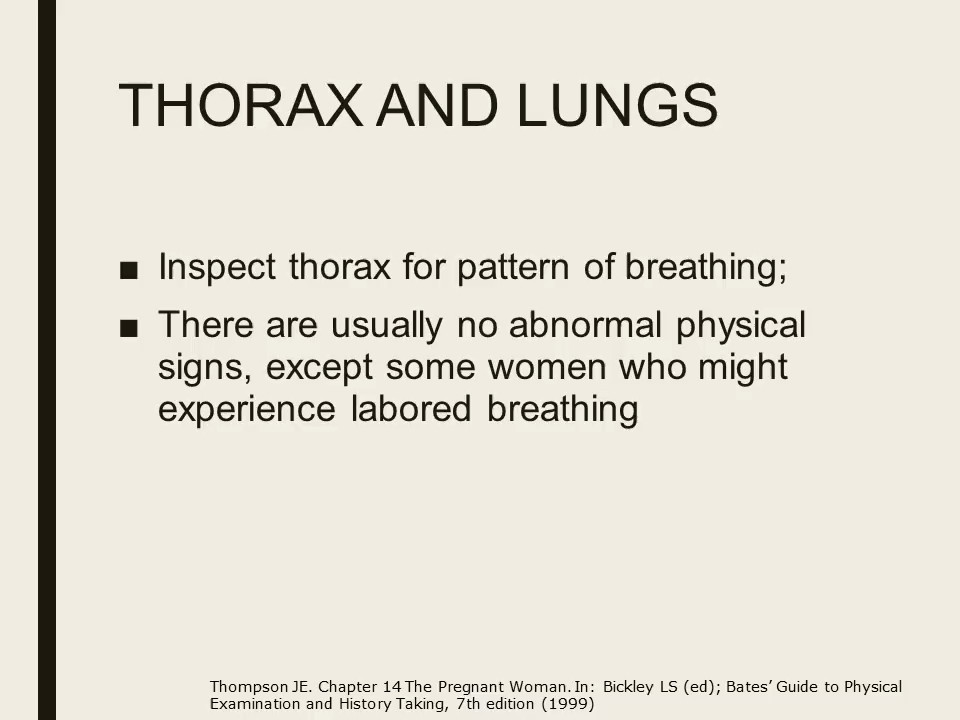 THORAX AND LUNGS
■ Inspect thorax for pattern of breathing;
■ There are usually no abnormal physical
signs, except some women who might
experience labored breathing
Thompson JE. Chapter 14 The Pregnant Woman. In: Bickley LS (ed); Bates’ Guide to Physical
Examination and History Taking, 7th edition (1999)